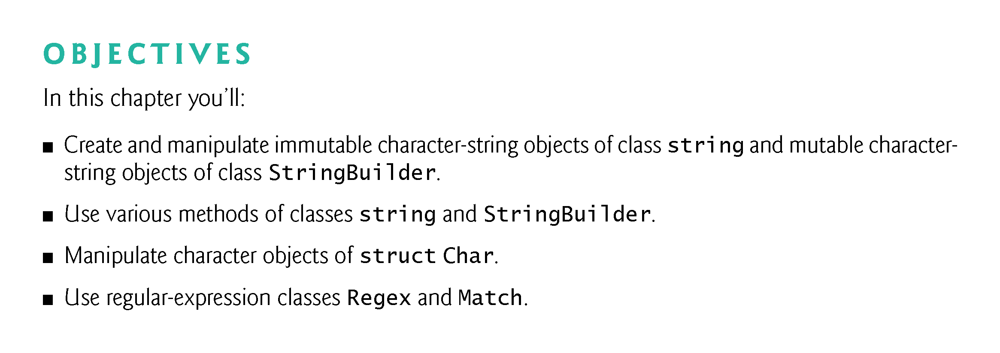 OBJECTIVES
In this chapter you’ll:
■ Create and manipulate immutable character-string objects of class string and mutable character-
string objects of class StringBuilder.
■ Use various methods of classes string and StringBuilder.
■ Manipulate character objects of struct Char.
■ Use regular-expression classes Regex and Match.